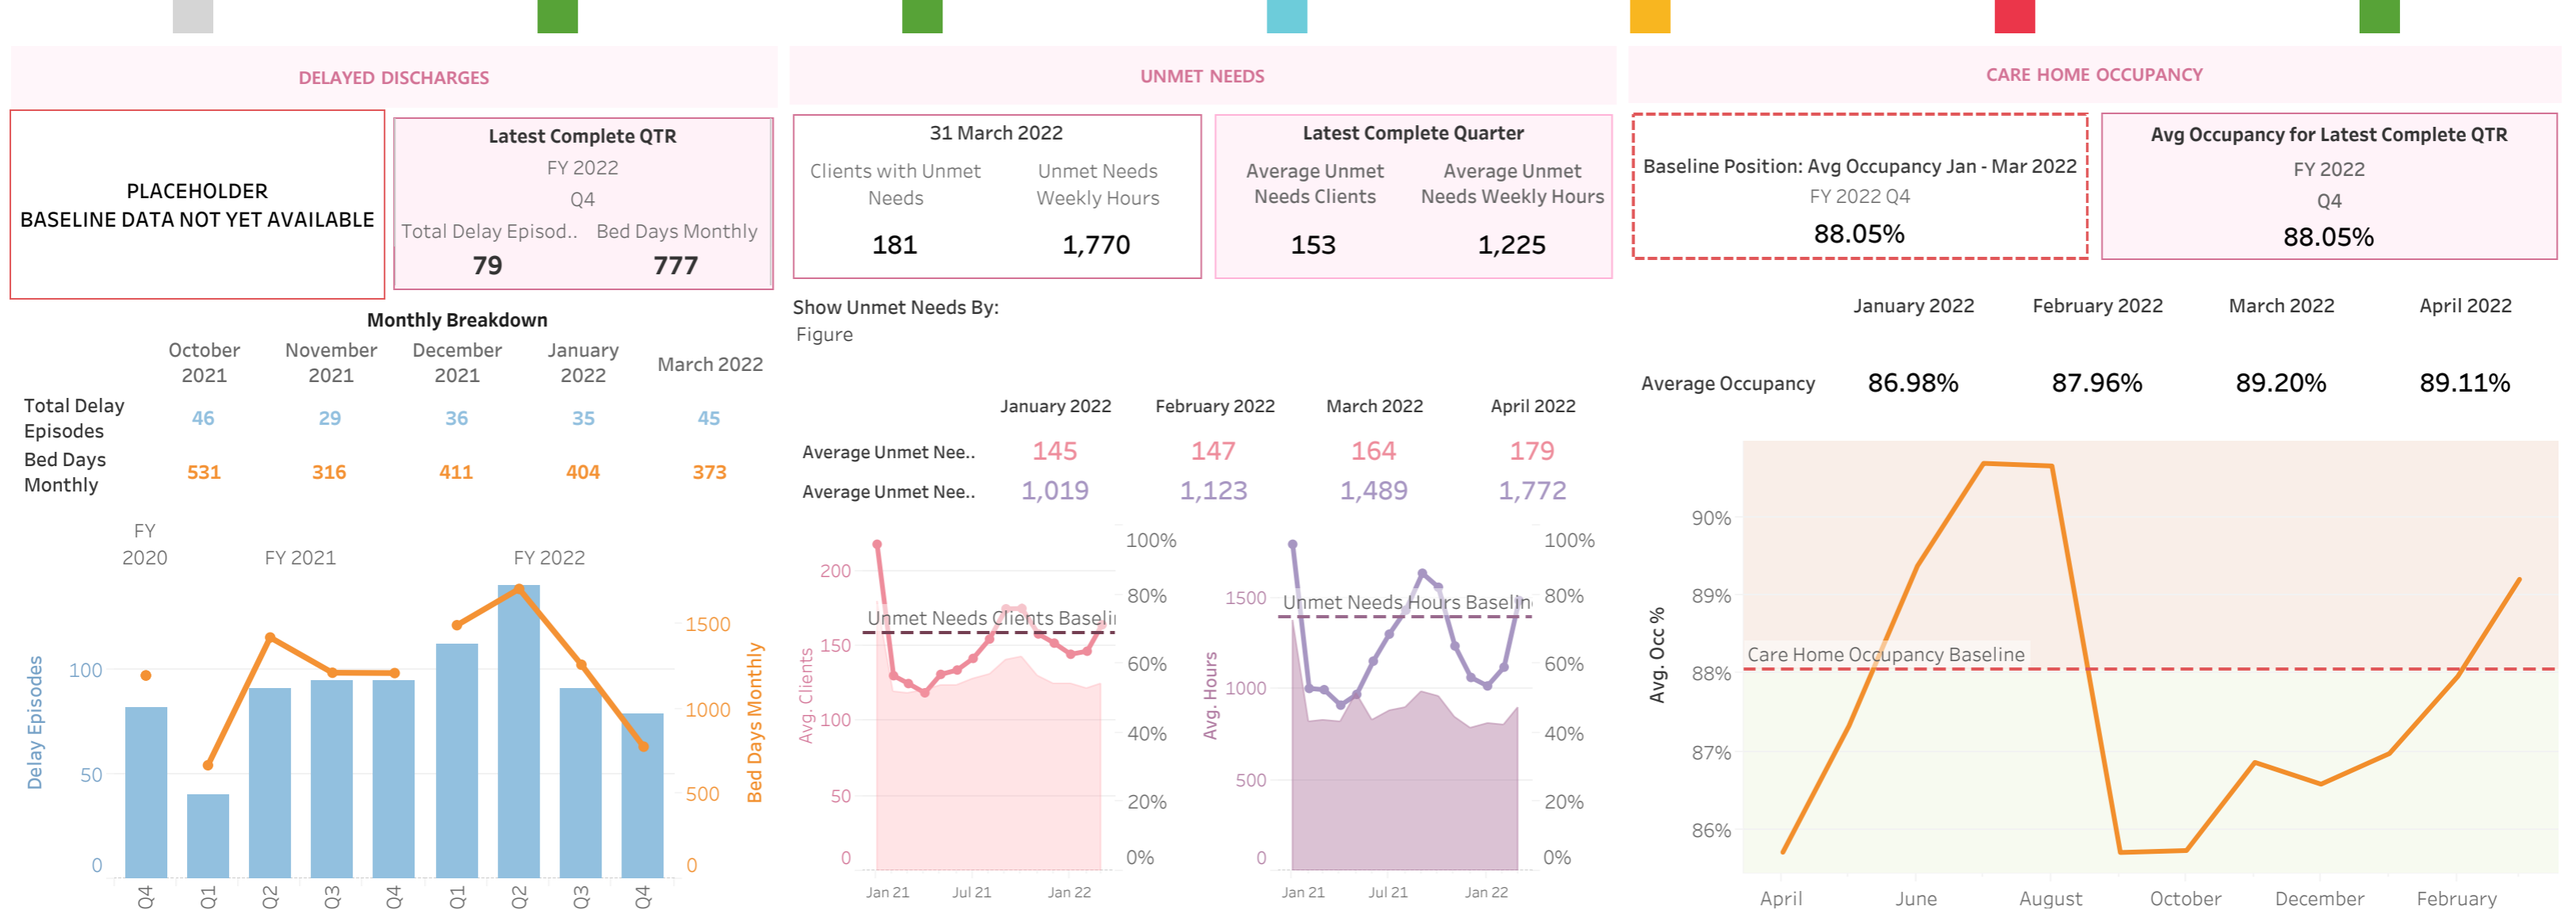 DELAYED DISCHARGES
PLACEHOLDER
BASELINE DATA NOT YET AVAILABLE
Latest Complete QTR
FY 2022
Q4
Total Delay Episod.. Bed Days Monthly
79 777
Monthly Breakdown
October 2021 November 2021 December 2021 January 2022 March 2022
Total Delay Episodes 46 29 36 35 45
Bed Days Monthly 531 316 411 404 373
FY 2020 FY 2021 FY 2022
Delay Episodes
100
50
0
1500
1000
500
0
Bed Days Monthly
Q4 Q1 Q2 Q3 Q4 Q1 Q2 Q3 Q4
UNMET NEEDS
31 March 2022
Clients with Unmet Needs
Unmet Needs Weekly Hours
181 1,770
Latest Complete Quarter
Average Unmet Needs Clients
Average Unmet Needs Weekly Hours
153 1,225
Show Unmet Needs By:
Figure
January 2022 February 2022 March 2022 April 2022
Average Unmet Nee.. 145 147 164 179
Average Unmet Nee.. 1,019 1,123 1,489 1,772
Avg. Clients
200
150
100
50
0
Unmet Needs Clients Baselin
100%
80%
60%
40%
20%
0%
Jan 21 Jul 21 Jan 22
Avg. Hours
1500
1000
500
0
Unmet Needs Hours Baseline
100%
80%
60%
40%
20%
0%
Jan 21 Jul 21 Jan 22
CARE HOME OCCUPANCY
Baseline Position: Avg Occupancy Jan - Mar 2022
FY 2022 Q4
88.05%
Avg Occupancy for Latest Complete QTR
FY 2022
Q4
88.05%
January 2022 February 2022 March 2022 April 2022
Average Occupancy 86.98% 87.96% 89.20% 89.11%
Avg. Occ %
90%
89%
88%
87%
86%
Care Home Occupancy Baseline
April June August October December February